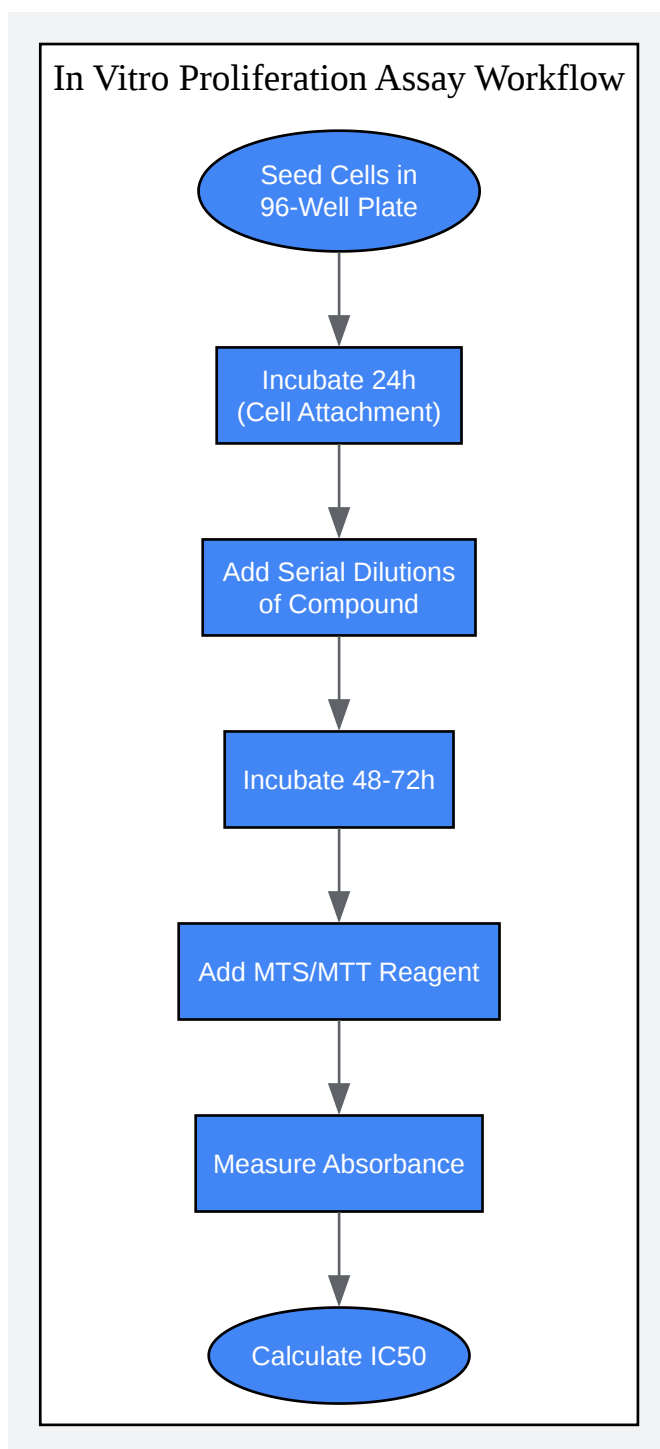 In Vitro Proliferation Assay Workflow
Seed Cells in
96-Well Plate
Incubate 24h
(Cell Attachment)
Add Serial Dilutions
of Compound
Incubate 48-72h
Add MTS/MTT Reagent
Measure Absorbance
Calculate IC50